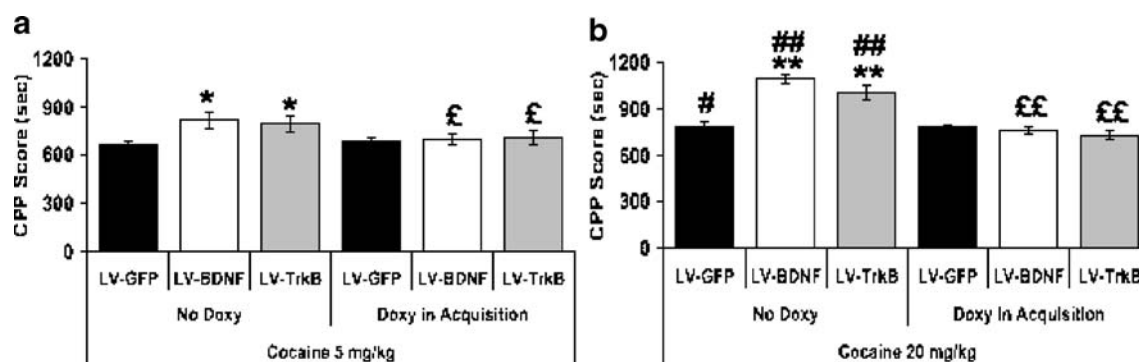 a
CPP Score (sec)
1200
900
600
300
0
* * £ £
LV-GFP LV-BDNF LV-TrkB LV-GFP LV-BDNF LV-TrkB
No Doxy Doxy in Acquisition
Cocaine 5 mg/kg
b
CPP Score (sec)
1200
900
600
300
0
# ## ** ## ** ££ ££
LV-GFP LV-BDNF LV-TrkB LV-GFP LV-BDNF LV-TrkB
No Doxy Doxy in Acquisition
Cocaine 20 mg/kg